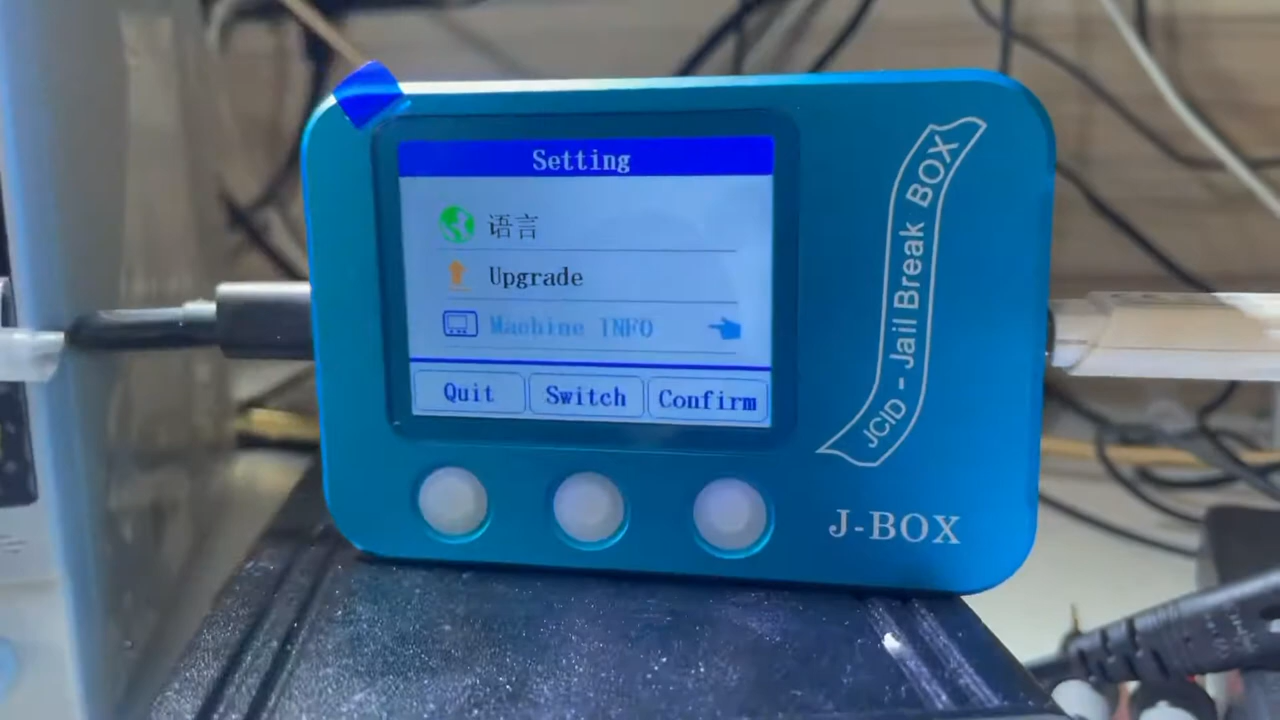 Setting
语言
Upgrade
Machine INFO
Quit
Switch
Confirm
JCID - Jail Break BOX
J-BOX